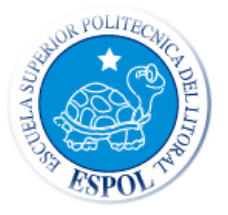 ESCUELA SUPERIOR POLITECNICA DEL LITORAL
ESPOL